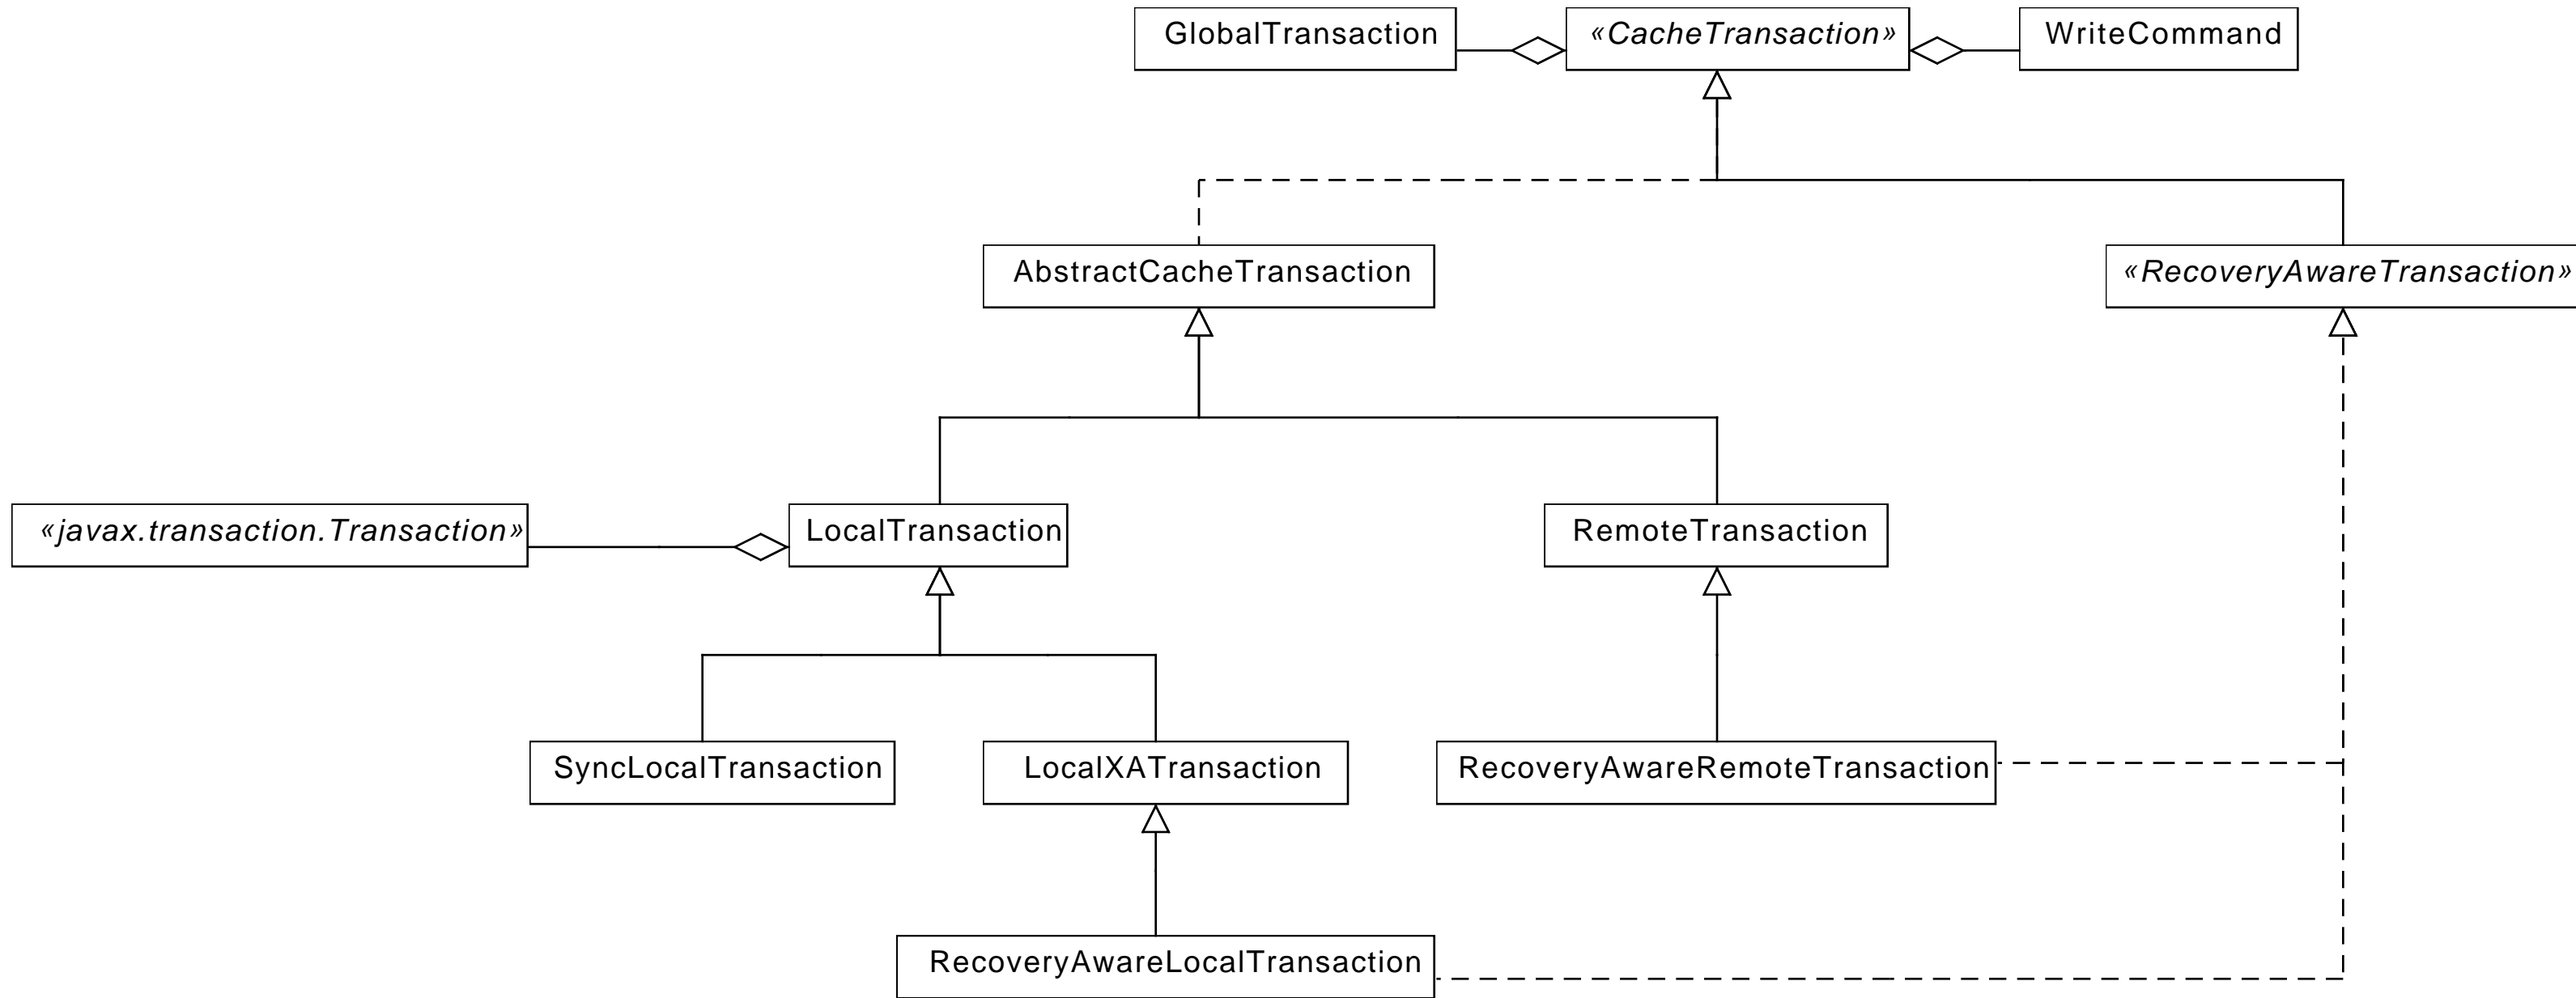 GlobalTransaction
«CacheTransaction»
WriteCommand
AbstractCacheTransaction
«RecoveryAwareTransaction»
«javax.transaction.Transaction»
LocalTransaction
RemoteTransaction
SyncLocalTransaction
LocalXATransaction
RecoveryAwareRemoteTransaction
RecoveryAwareLocalTransaction